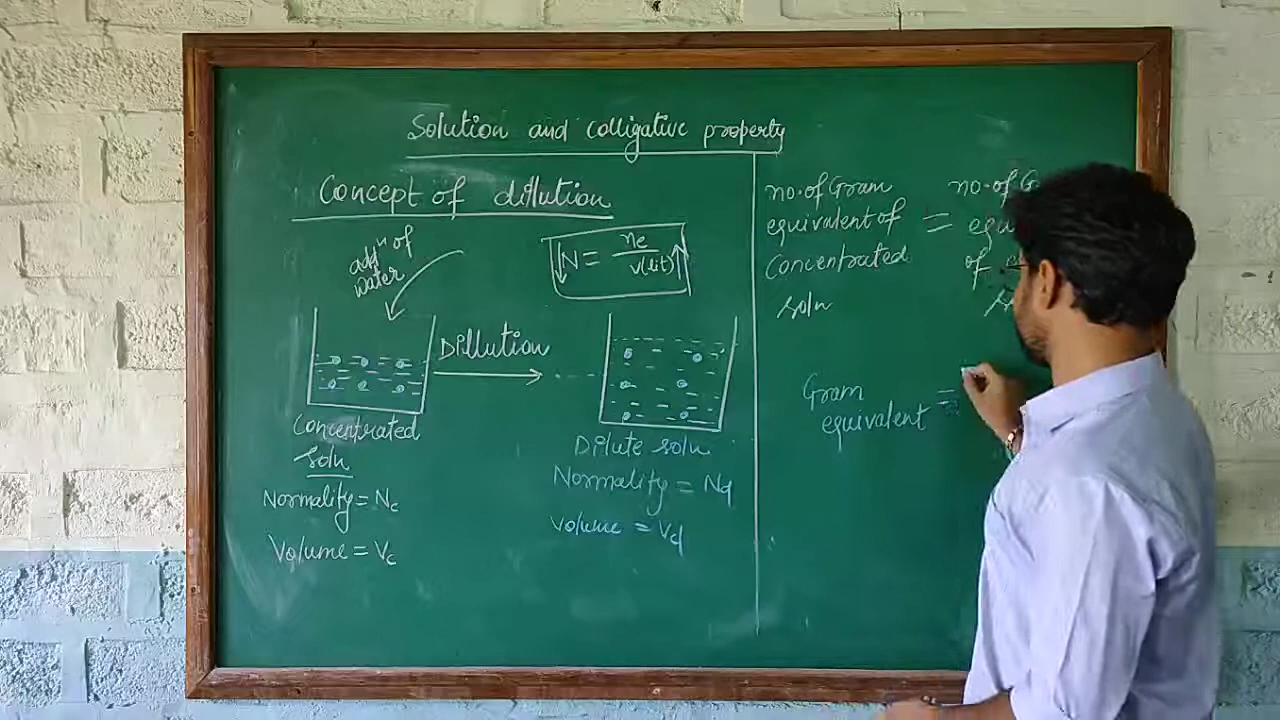 Solution and colligative property
Concept of dillution
addⁿ of
water
↓N = ne
v(lit)↑
Dillution
Concentrated
soln
Normality = Nc
Volume = Vc
Dilute soln
Normality = Nd
Volume = Vd
no. of Gram
equivalent of
Concentrated
soln
= no. of G
equ
of
Gram
equivalent =